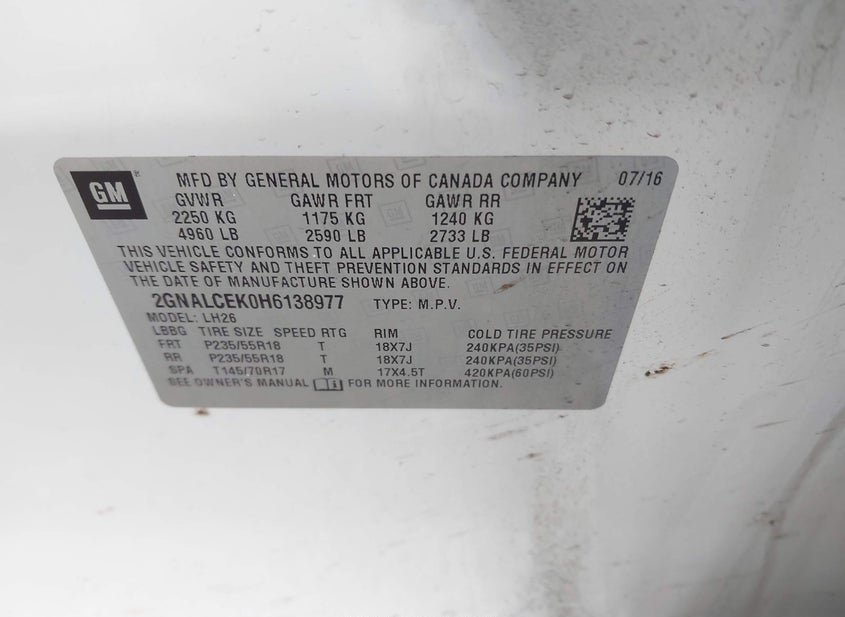 GM
MFD BY GENERAL MOTORS OF CANADA COMPANY 07/16
GVWR GAWR FRT GAWR RR
2250 KG 1175 KG 1240 KG
4960 LB 2590 LB 2733 LB
THIS VEHICLE CONFORMS TO ALL APPLICABLE U.S. FEDERAL MOTOR
VEHICLE SAFETY AND THEFT PREVENTION STANDARDS IN EFFECT ON
THE DATE OF MANUFACTURE SHOWN ABOVE.
2GNALCEK0H6138977 TYPE: M.P.V.
MODEL: LH26
LBBG TIRE SIZE SPEED RTG RIM COLD TIRE PRESSURE
FRT P235/55R18 T 18X7J 240KPA(35PSI)
RR P235/55R18 T 18X7J 240KPA(35PSI)
SPA T145/70R17 M 17X4.5T 420KPA(60PSI)
SEE OWNER'S MANUAL FOR MORE INFORMATION.